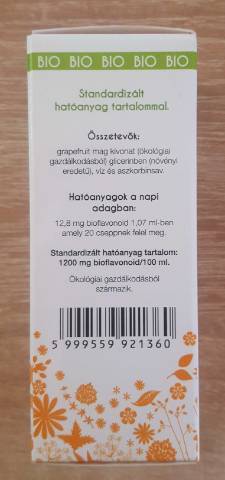 BIO BIO BIO BIO BIO
Standardizált
hatóanyag tartalommal.
Összetevők:
grapefruit mag kivonat (ökológiai
gazdálkodásból) glicerinben (növényi
eredetű), víz és aszkorbinsav.
Hatóanyagok a napi
adagban:
12,8 mg bioflavonoid 1,07 ml-ben
amely 20 cseppnek felel meg.
Standardizált hatóanyag tartalom:
1200 mg bioflavonoid/100 ml.
Ökológiai gazdálkodásból
származik.
5 999559 921360